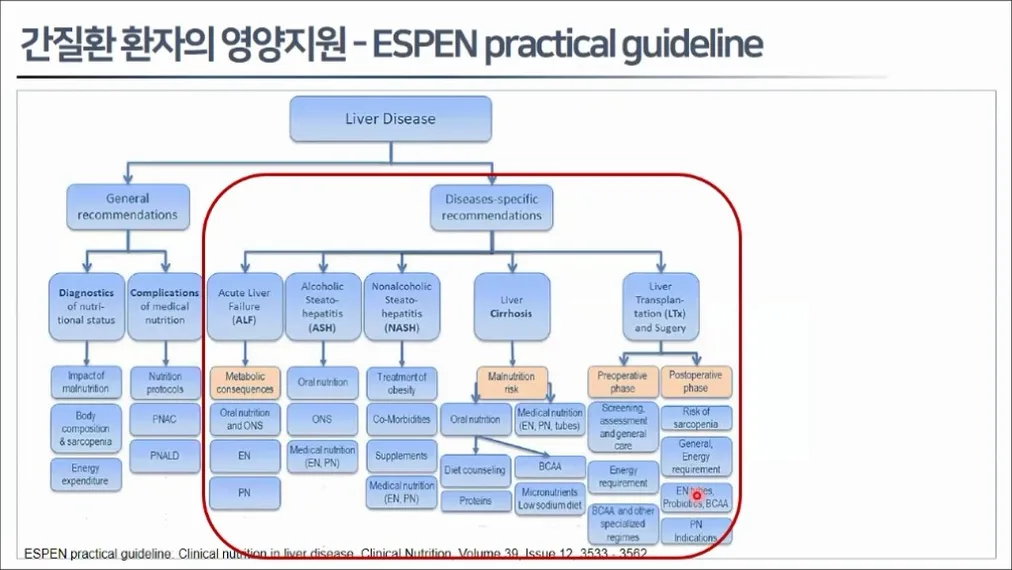 간질환 환자의 영양지원 - ESPEN practical guideline
Liver Disease
General
recommendations
Diseases-specific
recommendations
Diagnostics
of nutri-
tional status
Complications
of medical
nutrition
Acute Liver
Failure
(ALF)
Alcoholic
Steato-
hepatitis
(ASH)
Nonalcoholic
Steato-
hepatitis
(NASH)
Liver
Cirrhosis
Liver
Transplan-
tation (LTx)
and Sugery
Impact of
malnutrition
Body
composition
& sarcopenia
Energy
expenditure
Nutrition
protocols
PNAC
PNALD
Metabolic
consequences
Oral nutrition
and ONS
EN
PN
Oral nutrition
ONS
Medical nutrition
(EN, PN)
Treatment of
obesity
Co-Morbidities
Supplements
Medical nutrition
(EN, PN)
Malnutrition
risk
Oral nutrition
Medical nutrition
(EN, PN, tubes)
Diet counseling
Proteins
BCAA
Micronutrients
Low sodium diet
Preoperative
phase
Screening,
assessment
and general
care
Energy
requirement
BCAA and other
specialized
regimes
Postoperative
phase
Risk of
sarcopenia
General,
Energy
requirement
EN tubes,
Probiotics, BCAA
PN
Indications
ESPEN practical guideline. Clinical nutrition in liver disease. Clinical Nutrition. Volume 39, Issue 12, 3533 - 3562